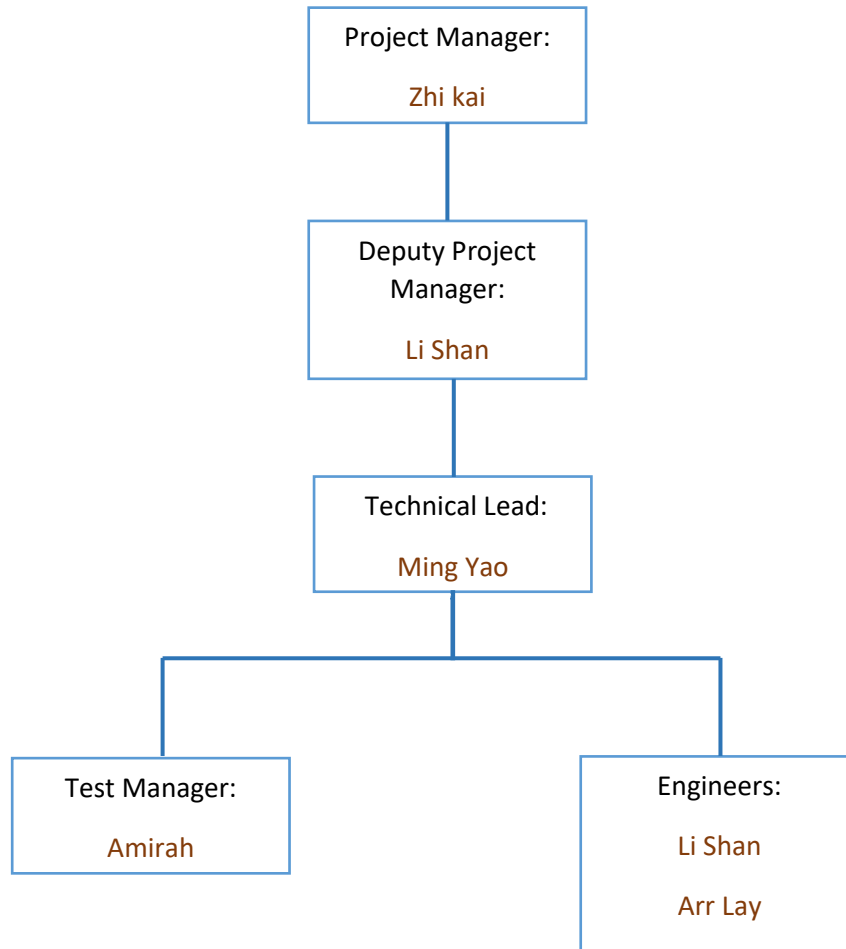 Project Manager:
Zhi kai
Deputy Project
Manager:
Li Shan
Technical Lead:
Ming Yao
Test Manager:
Amirah
Engineers:
Li Shan
Arr Lay